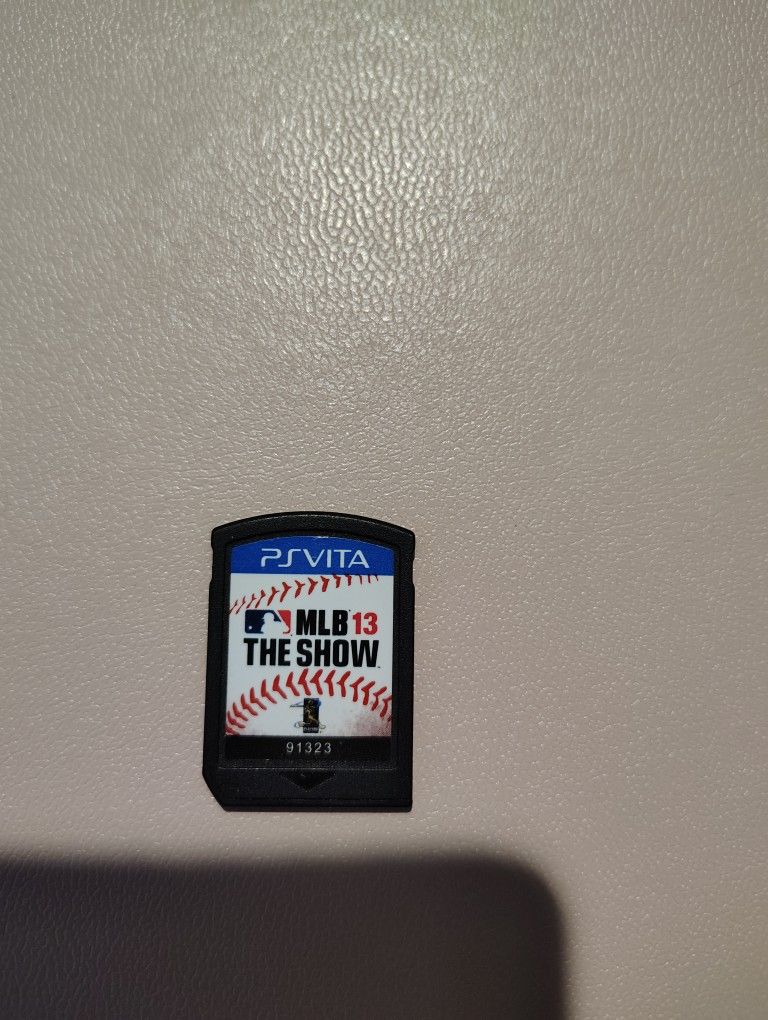 PSVITA
MLB 13
THE SHOW
91323